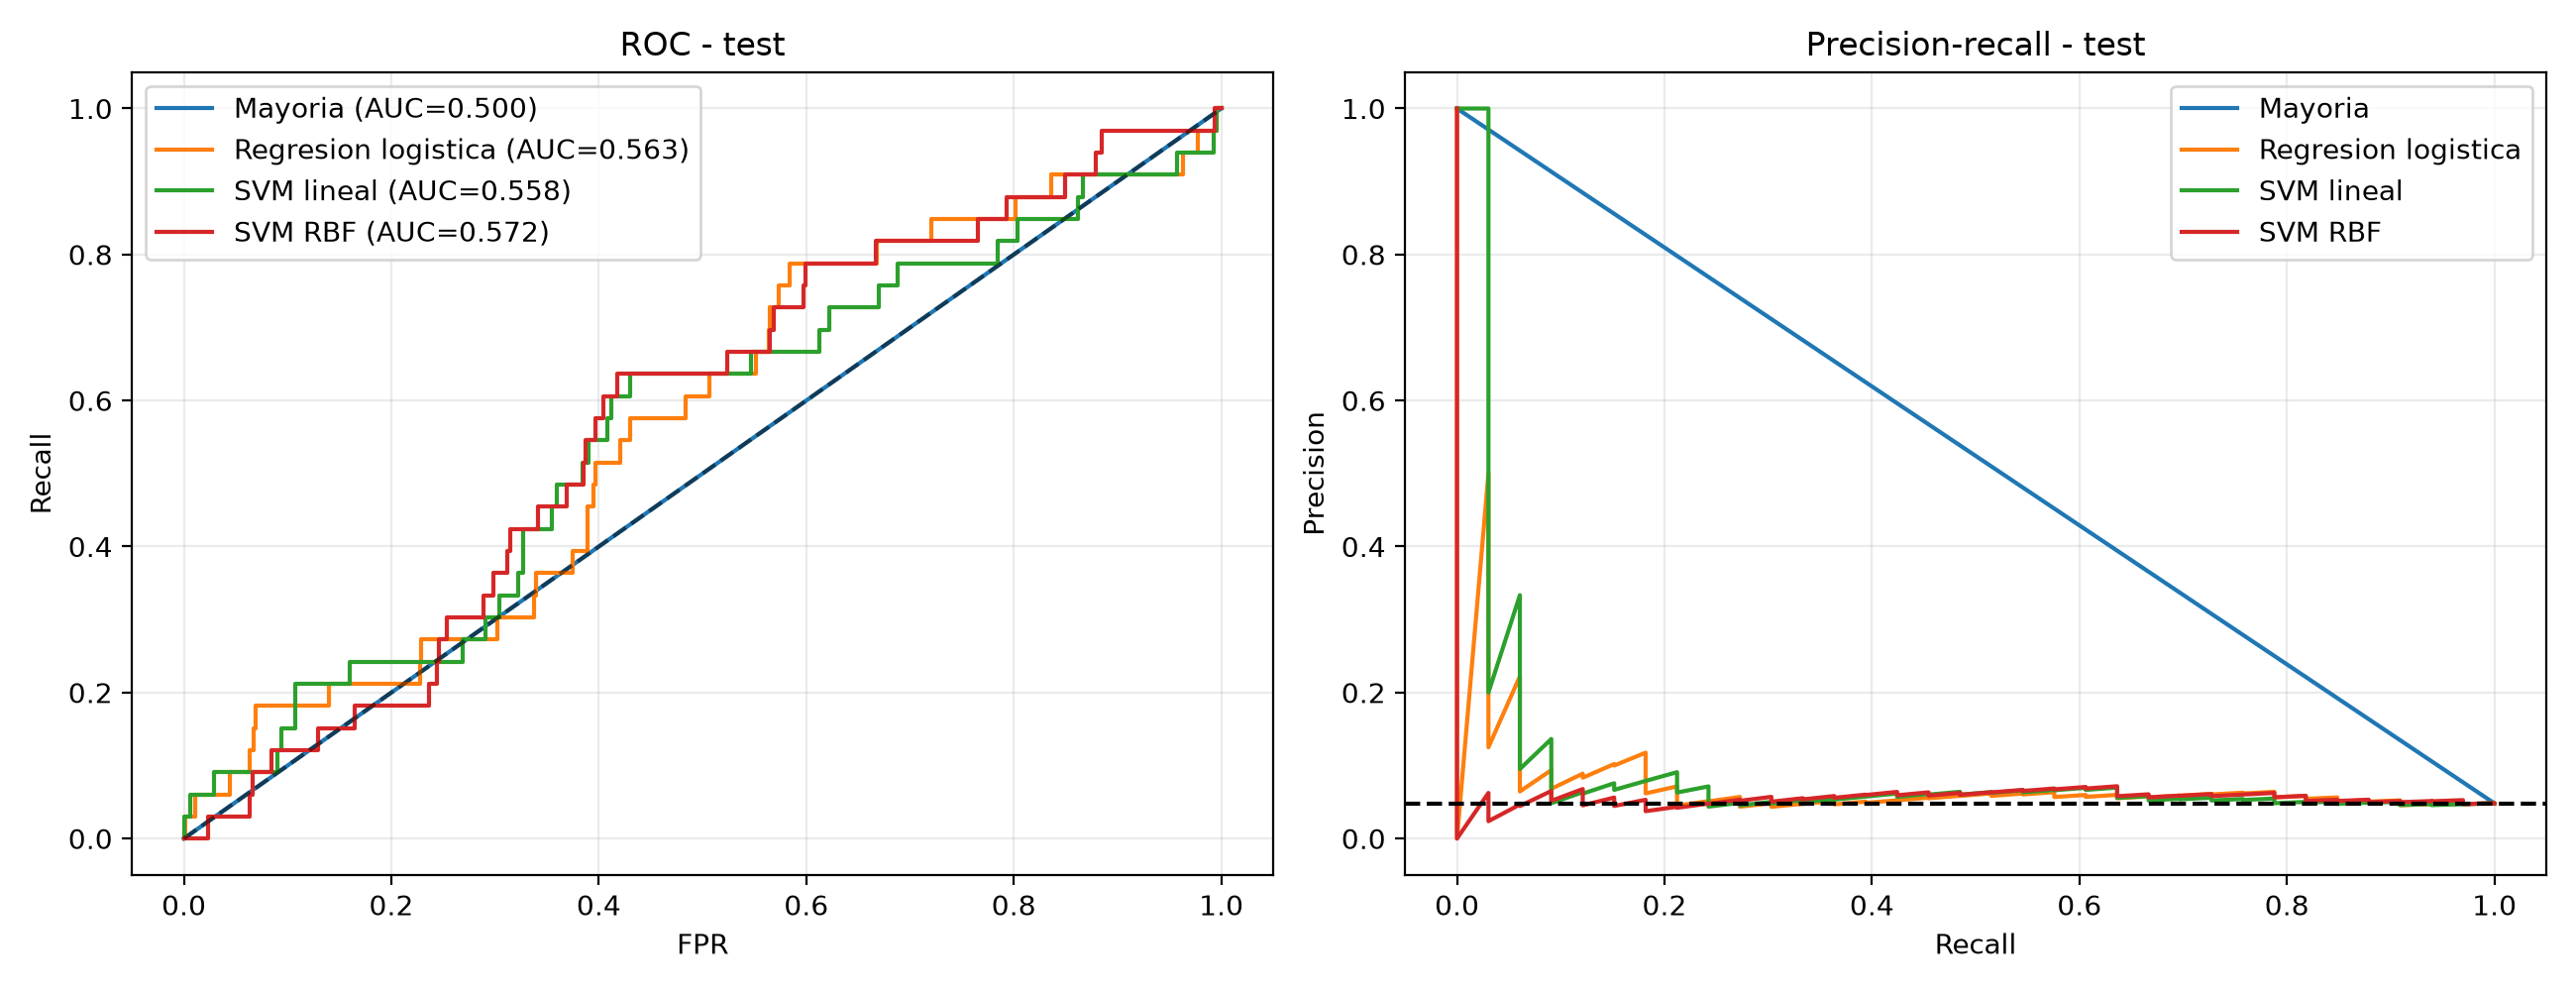 ROC - test
Mayoria (AUC=0.500)
Regresion logistica (AUC=0.563)
SVM lineal (AUC=0.558)
SVM RBF (AUC=0.572)
Recall
1.0
0.8
0.6
0.4
0.2
0.0
0.0 0.2 0.4 0.6 0.8 1.0
FPR
Precision-recall - test
Mayoria
Regresion logistica
SVM lineal
SVM RBF
Precision
1.0
0.8
0.6
0.4
0.2
0.0
0.0 0.2 0.4 0.6 0.8 1.0
Recall